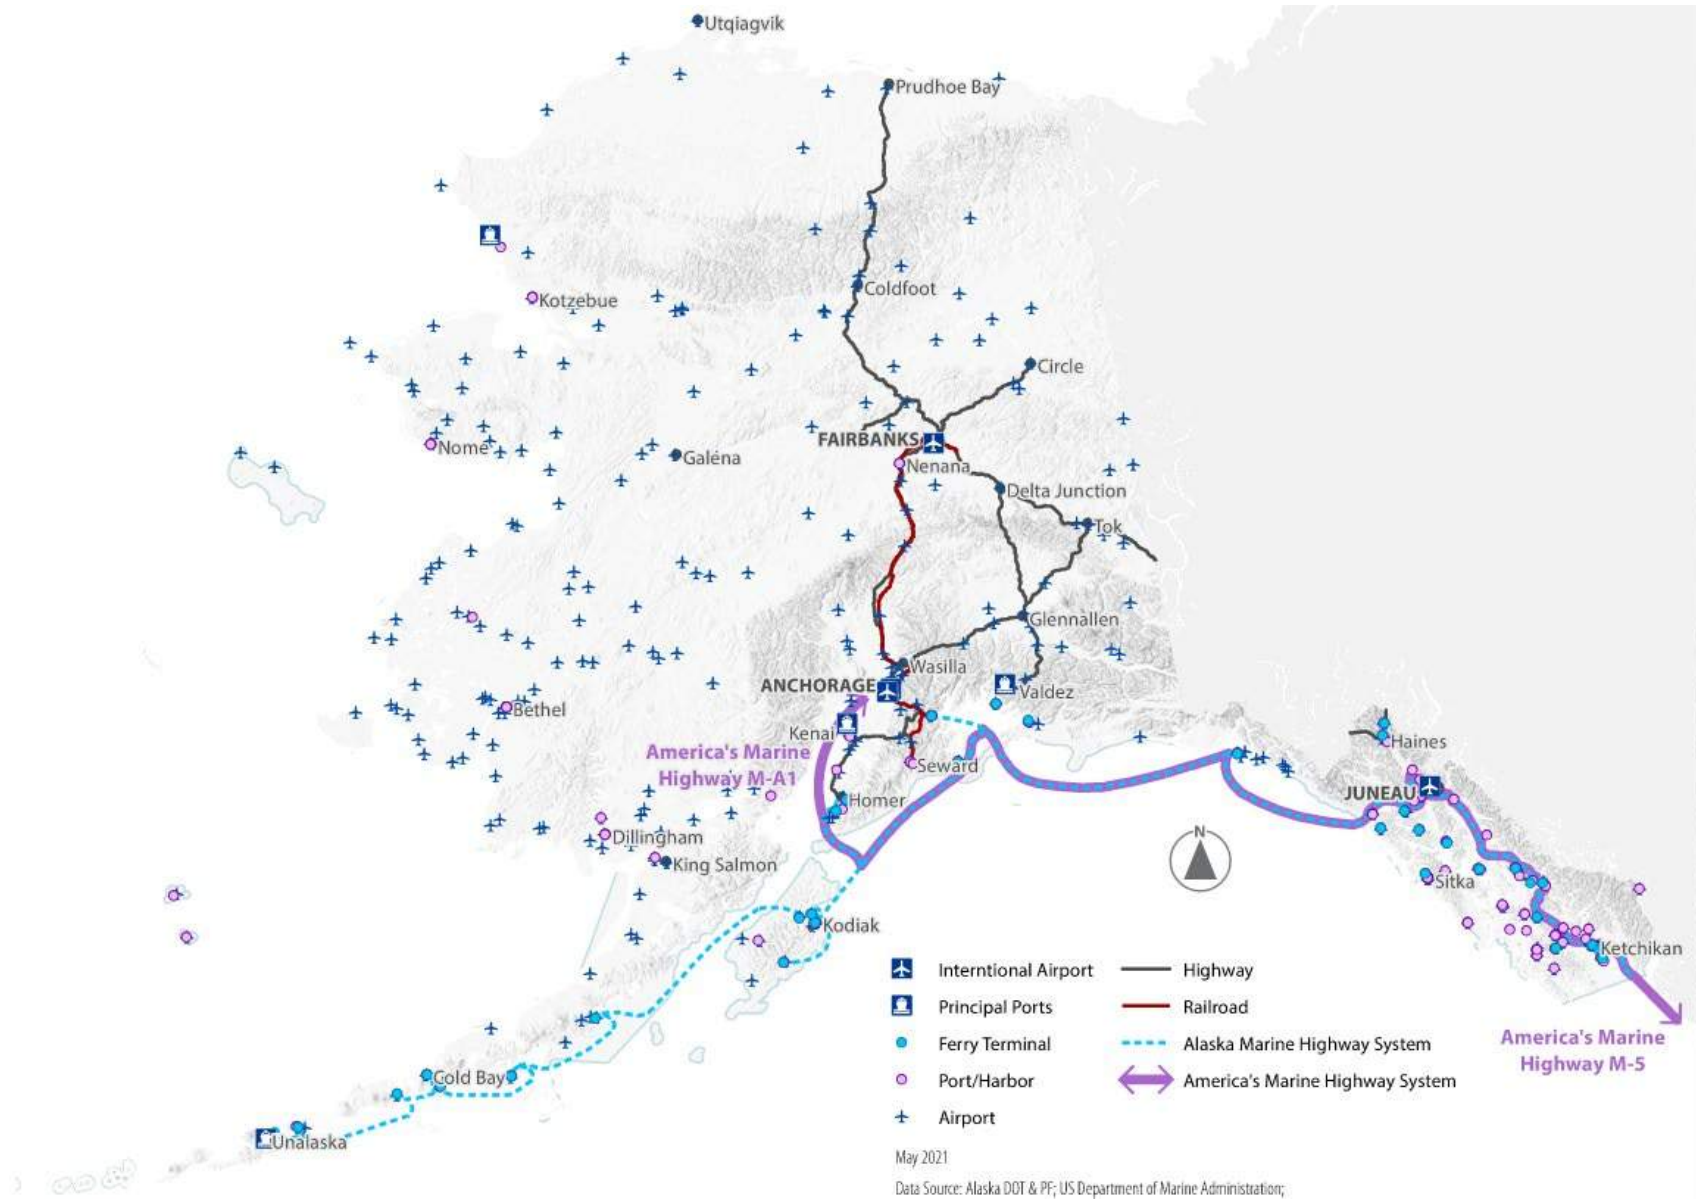 Utqiagvik
Prudhoe Bay
Coldfoot
Kotzebue
Circle
FAIRBANKS
Nome
Galena
Nenana
Delta Junction
Tok
Glennallen
Wasilla
ANCHORAGE
Valdez
Bethel
Kenai
America's Marine
Highway M-A1
Seward
Haines
JUNEAU
Homer
Dillingham
King Salmon
N
Sitka
Kodiak
Ketchikan
Interntional Airport
Highway
Principal Ports
Railroad
Ferry Terminal
Alaska Marine Highway System
America's Marine
Highway M-5
Cold Bay
Port/Harbor
America's Marine Highway System
Airport
Unalaska
May 2021
Data Source: Alaska DOT & PF; US Department of Marine Administration;